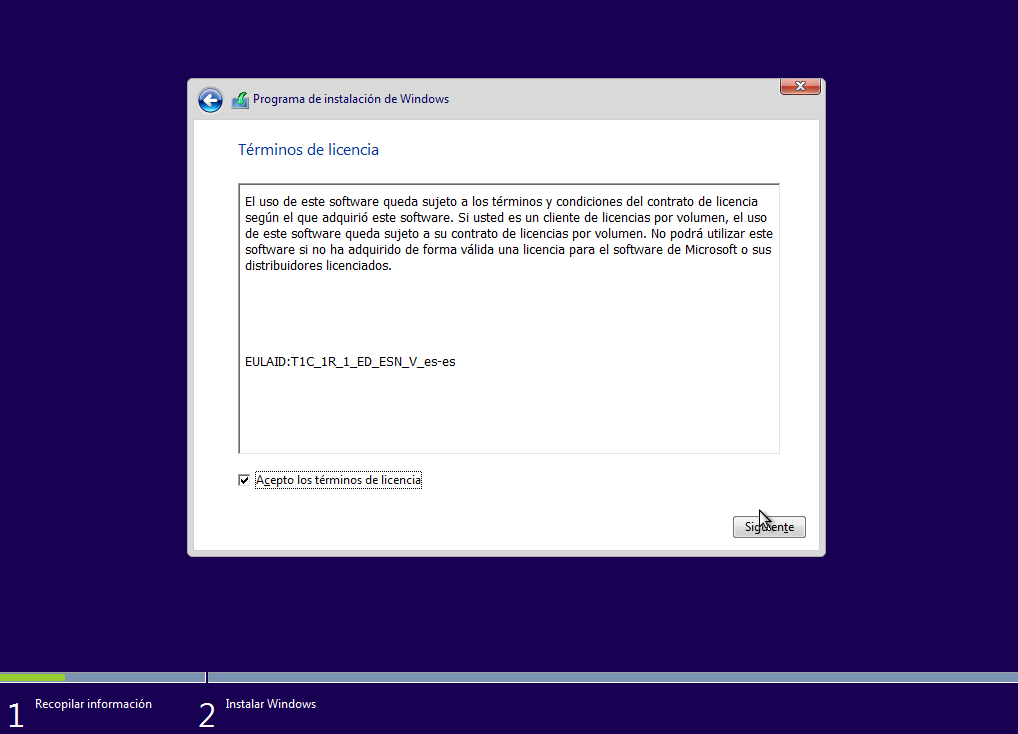 Programa de instalación de Windows
Términos de licencia
El uso de este software queda sujeto a los términos y condiciones del contrato de licencia
según el que adquirió este software. Si usted es un cliente de licencias por volumen, el uso
de este software queda sujeto a su contrato de licencias por volumen. No podrá utilizar este
software si no ha adquirido de forma válida una licencia para el software de Microsoft o sus
distribuidores licenciados.
EULAID:T1C_1R_1_ED_ESN_V_es-es
Acepto los términos de licencia
Siguiente
1 Recopilar información
2 Instalar Windows